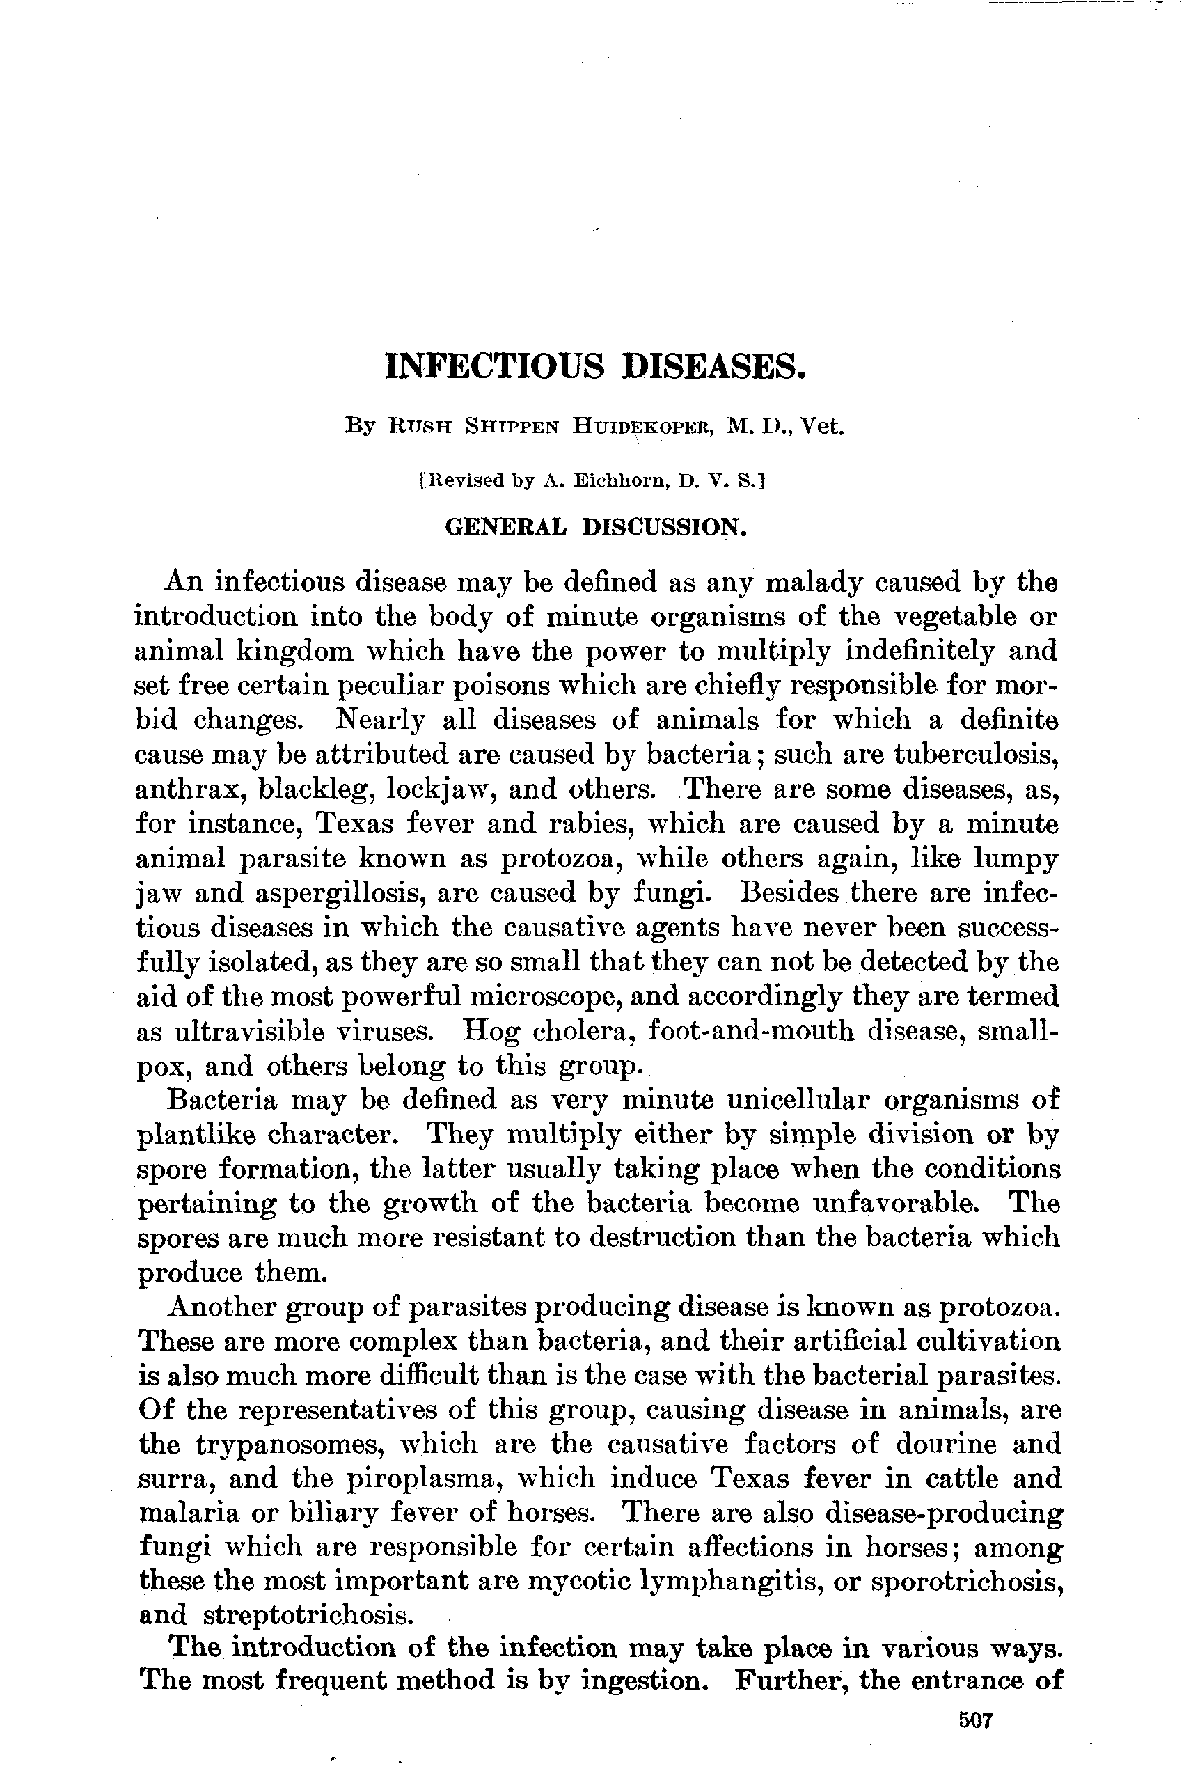 INFECTIOUS DISEASES.
By RUSH SHIPPEN HUIDEKOPER, M. D., Vet.
[Revised by A. Eichhorn, D. V. S.]
GENERAL DISCUSSION.
An infectious disease may be defined as any malady caused by the
introduction into the body of minute organisms of the vegetable or
animal kingdom which have the power to multiply indefinitely and
set free certain peculiar poisons which are chiefly responsible for mor-
bid changes. Nearly all diseases of animals for which a definite
cause may be attributed are caused by bacteria; such are tuberculosis,
anthrax, blackleg, lockjaw, and others. There are some diseases, as,
for instance, Texas fever and rabies, which are caused by a minute
animal parasite known as protozoa, while others again, like lumpy
jaw and aspergillosis, are caused by fungi. Besides there are infec-
tious diseases in which the causative agents have never been success-
fully isolated, as they are so small that they can not be detected by the
aid of the most powerful microscope, and accordingly they are termed
as ultravisible viruses. Hog cholera, foot-and-mouth disease, small-
pox, and others belong to this group.
Bacteria may be defined as very minute unicellular organisms of
plantlike character. They multiply either by simple division or by
spore formation, the latter usually taking place when the conditions
pertaining to the growth of the bacteria become unfavorable. The
spores are much more resistant to destruction than the bacteria which
produce them.
Another group of parasites producing disease is known as protozoa.
These are more complex than bacteria, and their artificial cultivation
is also much more difficult than is the case with the bacterial parasites.
Of the representatives of this group, causing disease in animals, are
the trypanosomes, which are the causative factors of dourine and
surra, and the piroplasma, which induce Texas fever in cattle and
malaria or biliary fever of horses. There are also disease-producing
fungi which are responsible for certain affections in horses; among
these the most important are mycotic lymphangitis, or sporotrichosis,
and streptotrichosis.
The introduction of the infection may take place in various ways.
The most frequent method is by ingestion. Further, the entrance of
507